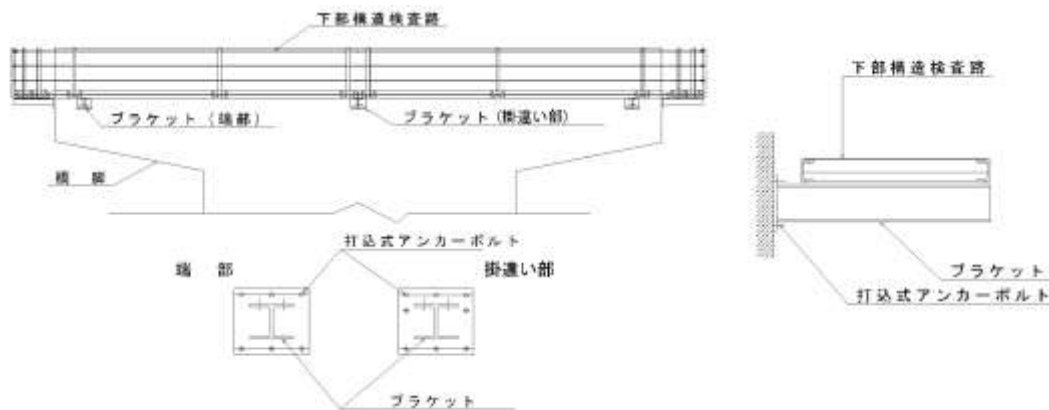 下部構造検査路
ブラケット（端部）
ブラケット(掛違い部)
橋脚
打込式アンカーボルト
端部
掛違い部
ブラケット
下部構造検査路
ブラケット
打込式アンカーボルト